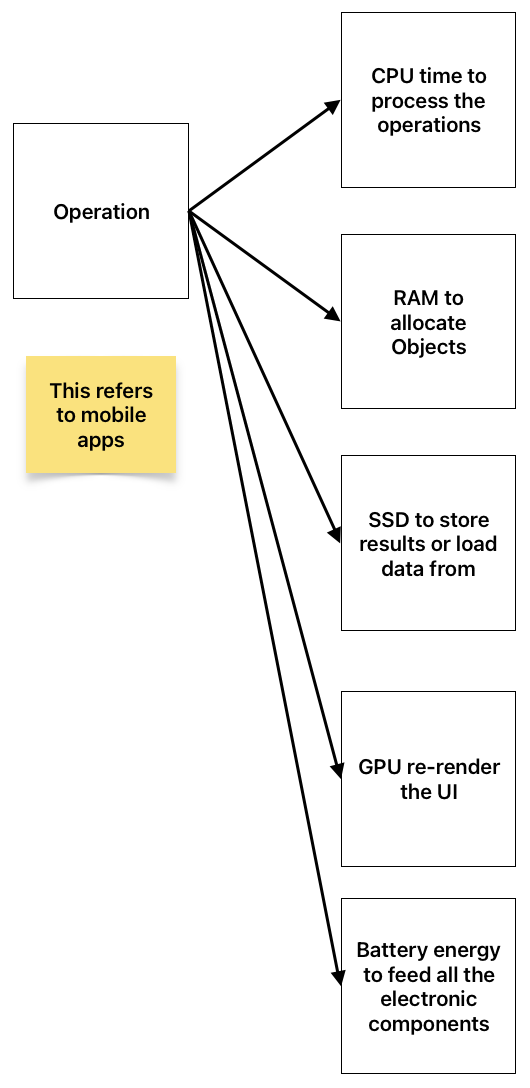 CPU time to
process the
operations
Operation
RAM to
allocate
Objects
This refers
to mobile
apps
SSD to store
results or load
data from
GPU re-render
the UI
Battery energy
to feed all the
electronic
components